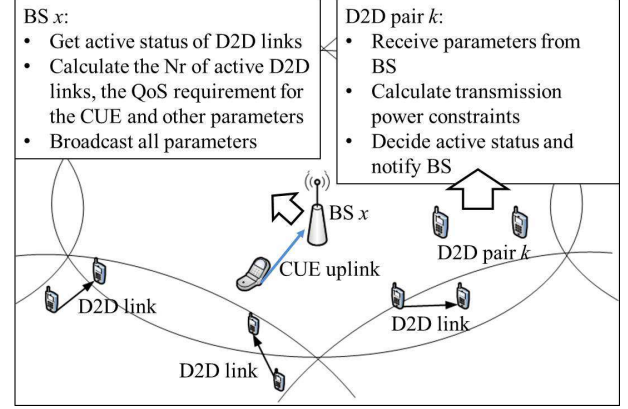 BS x:
• Get active status of D2D links
• Calculate the Nr of active D2D
links, the QoS requirement for
the CUE and other parameters
• Broadcast all parameters
D2D pair k:
• Receive parameters from
BS
• Calculate transmission
power constraints
• Decide active status and
notify BS
BS x
D2D pair k
CUE uplink
D2D link
D2D link
D2D link